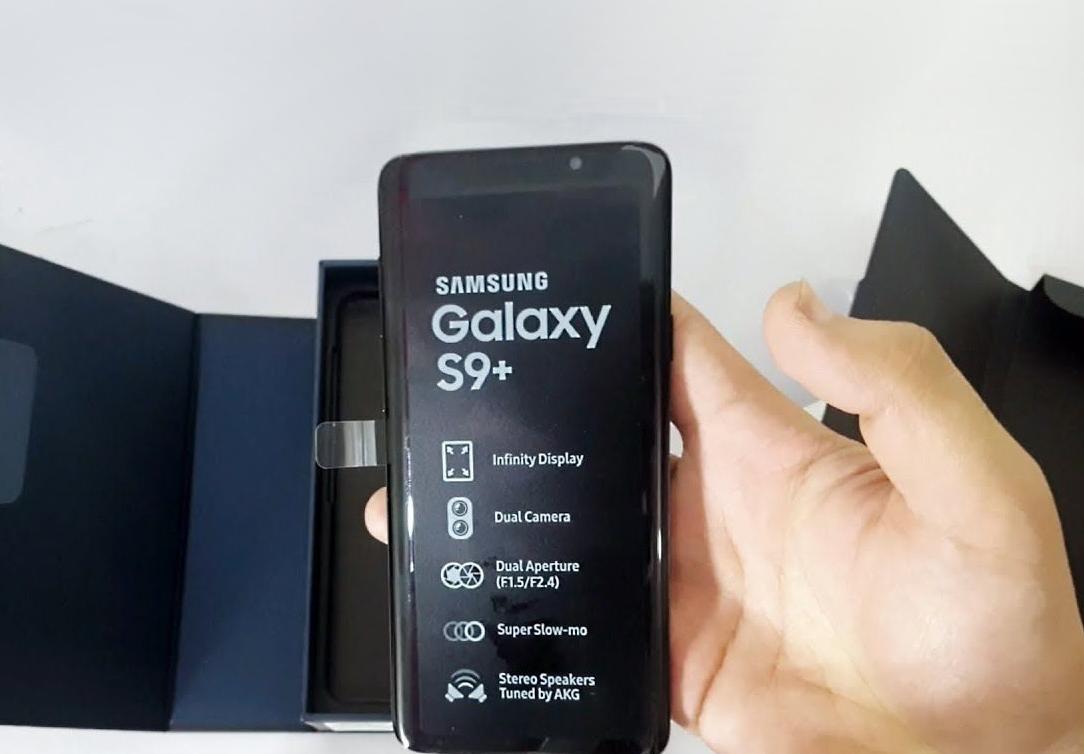 SAMSUNG
Galaxy
S9+
Infinity Display
Dual Camera
Dual Aperture
(F1.5/F2.4)
Super Slow-mo
Stereo Speakers
Tuned by AKG